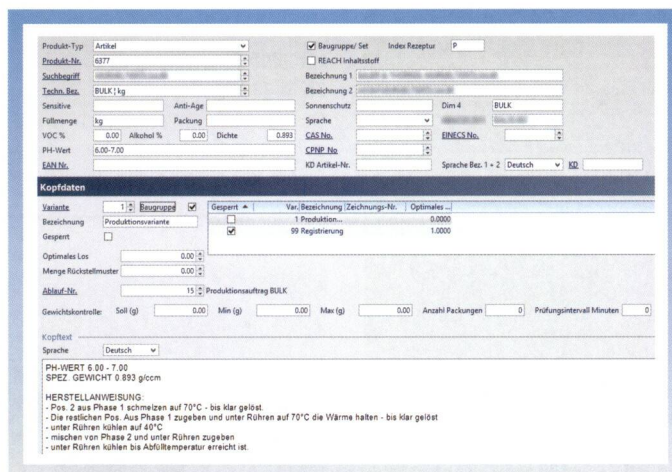 Produkt-Typ Artikel Baugruppe/ Set Index Rezeptur P
Produkt-Nr. 6377 REACH Inhaltsstoff
Suchbegriff Bezeichnung 1
Techn. Bez. BULK ¦ kg Bezeichnung 2
Sensitive Anti-Age Sonnenschutz Dim 4 BULK
Füllmenge kg Packung Sprache
VOC % 0.00 Alkohol % 0.00 Dichte 0.893 CAS No. EINECS No.
PH-Wert 6.00-7.00 CPNP No
EAN Nr. KD Artikel-Nr. Sprache Bez. 1 + 2 Deutsch KD
Kopfdaten
Variante 1 Baugruppe Gesperrt Var. Bezeichnung Zeichnungs-Nr. Optimales ...
Bezeichnung Produktionsvariante 1 Produktion... 0.0000
Gesperrt 99 Registrierung 1.0000
Optimales Los 0.00
Menge Rückstellmuster 0.00
Ablauf-Nr. 15 Produktionsauftrag BULK
Gewichtskontrolle: Soll (g) 0.00 Min (g) 0.00 Max (g) 0.00 Anzahl Packungen 0 Prüfungsintervall Minuten 0
Kopftext
Sprache Deutsch
PH-WERT 6.00 - 7.00
SPEZ. GEWICHT 0.893 g/ccm
HERSTELLANWEISUNG:
- Pos. 2 aus Phase 1 schmelzen auf 70°C - bis klar gelöst.
- Die restlichen Pos. Aus Phase 1 zugeben und unter Rühren auf 70°C die Wärme halten - bis klar gelöst
- unter Rühren kühlen auf 40°C
- mischen von Phase 2 und unter Rühren zugeben
- unter Rühren kühlen bis Abfülltemperatur erreicht ist.